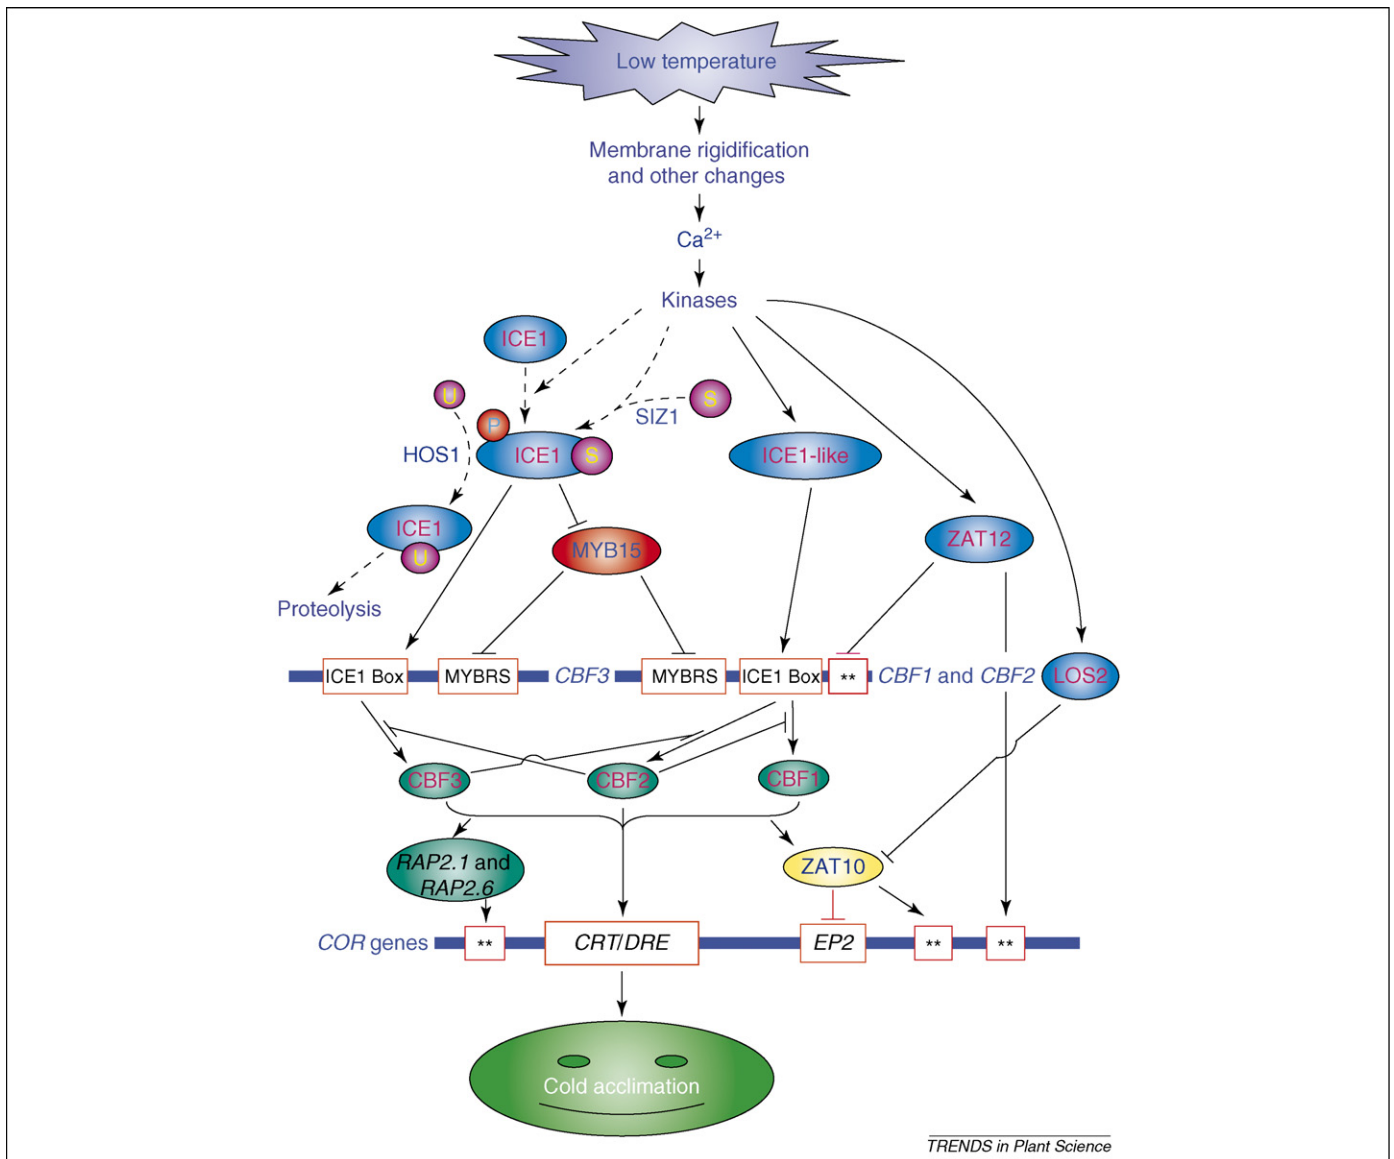 Low temperature
Membrane rigidification
and other changes
Ca2+
Kinases
ICE1
U
P
SIZ1
S
HOS1
ICE1
S
ICE1-like
ICE1
U
MYB15
ZAT12
Proteolysis
ICE1 Box
MYBRS
CBF3
MYBRS
ICE1 Box
**
CBF1 and CBF2
LOS2
CBF3
CBF2
CBF1
RAP2.1 and
RAP2.6
ZAT10
COR genes
**
CRT/DRE
EP2
**
**
Cold acclimation
TRENDS in Plant Science